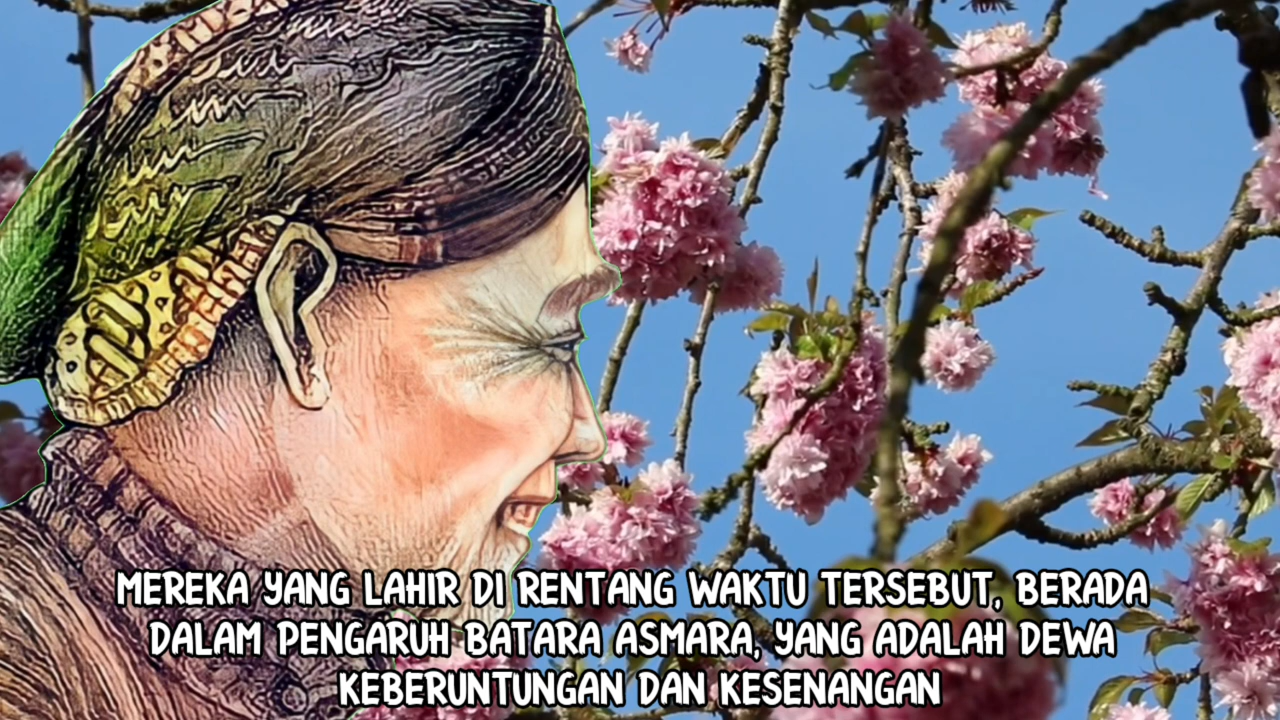 MEREKA YANG LAHIR DI RENTANG WAKTU TERSEBUT, BERADA
DALAM PENGARUH BATARA ASMARA, YANG ADALAH DEWA
KEBERUNTUNGAN DAN KESENANGAN